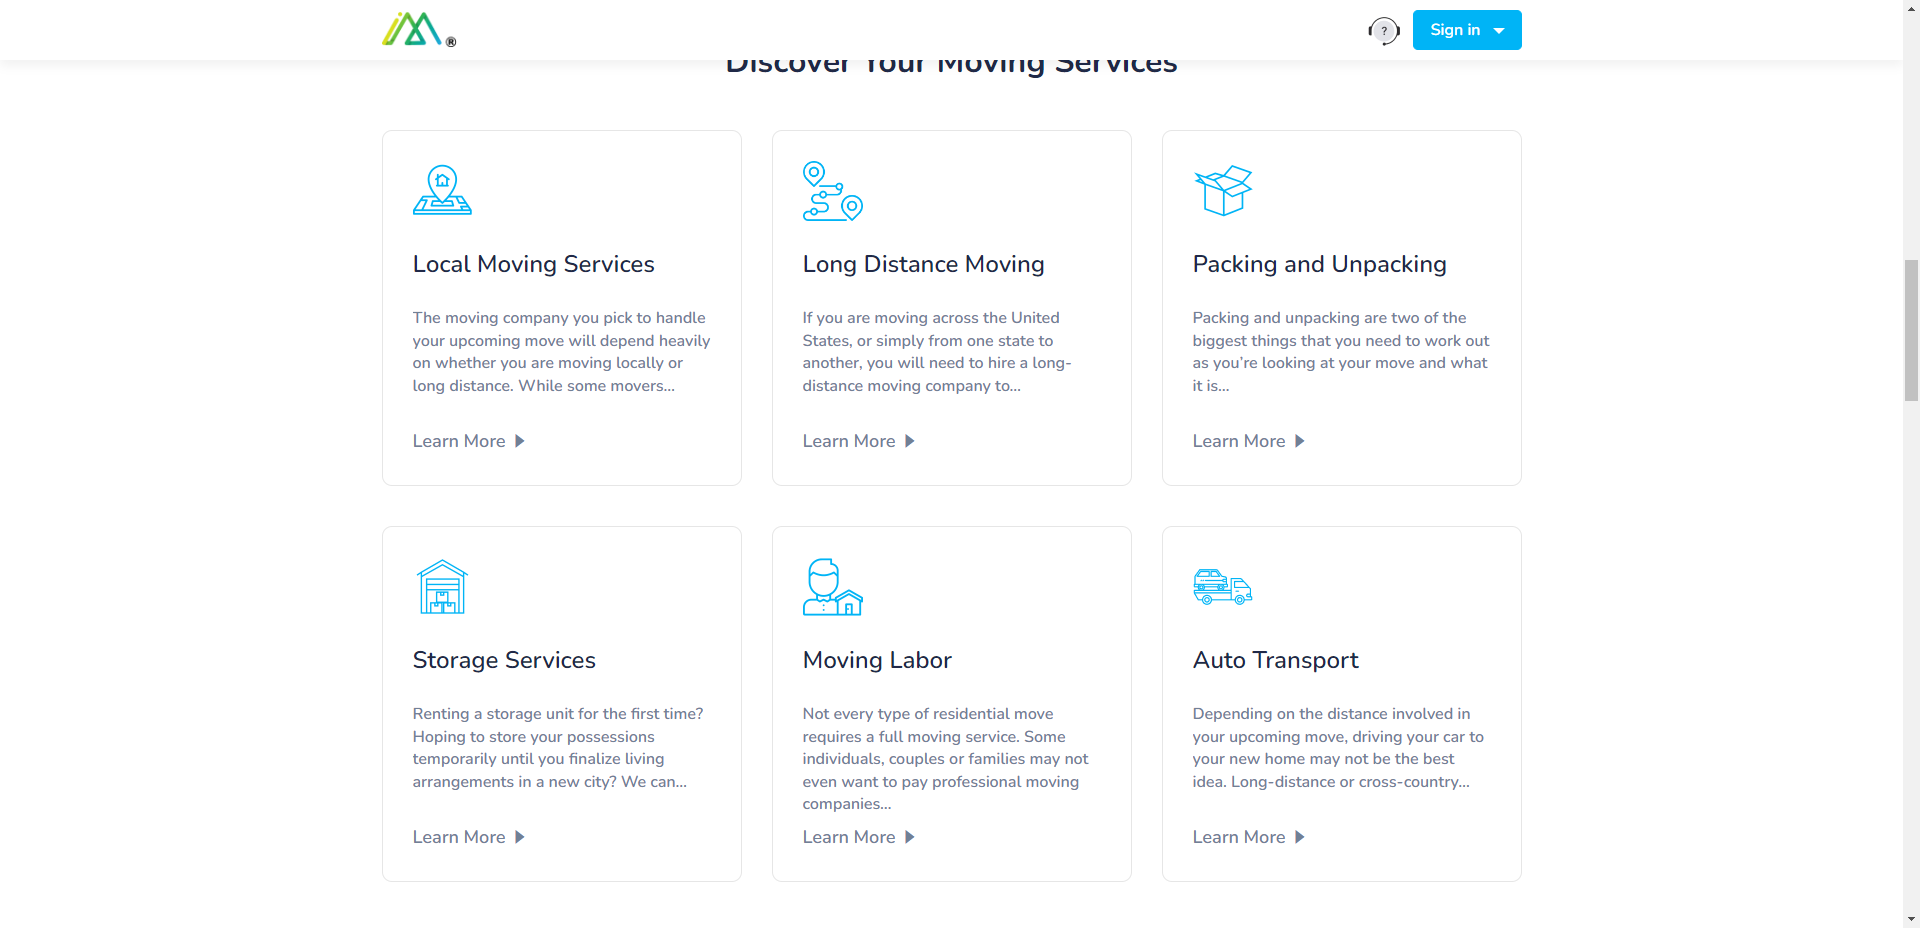 ® ? Sign in
Discover Your Moving Services
Local Moving Services
The moving company you pick to handle
your upcoming move will depend heavily
on whether you are moving locally or
long distance. While some movers...
Learn More
Long Distance Moving
If you are moving across the United
States, or simply from one state to
another, you will need to hire a long-
distance moving company to...
Learn More
Packing and Unpacking
Packing and unpacking are two of the
biggest things that you need to work out
as you’re looking at your move and what
it is...
Learn More
Storage Services
Renting a storage unit for the first time?
Hoping to store your possessions
temporarily until you finalize living
arrangements in a new city? We can...
Learn More
Moving Labor
Not every type of residential move
requires a full moving service. Some
individuals, couples or families may not
even want to pay professional moving
companies...
Learn More
Auto Transport
Depending on the distance involved in
your upcoming move, driving your car to
your new home may not be the best
idea. Long-distance or cross-country...
Learn More